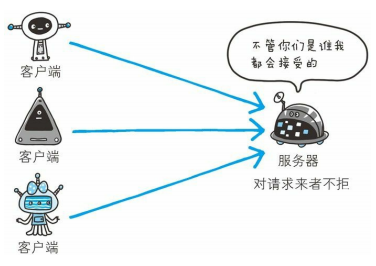 不管你们是谁我
都会接受的
客户端
客户端
服务器
对请求来者不拒
客户端